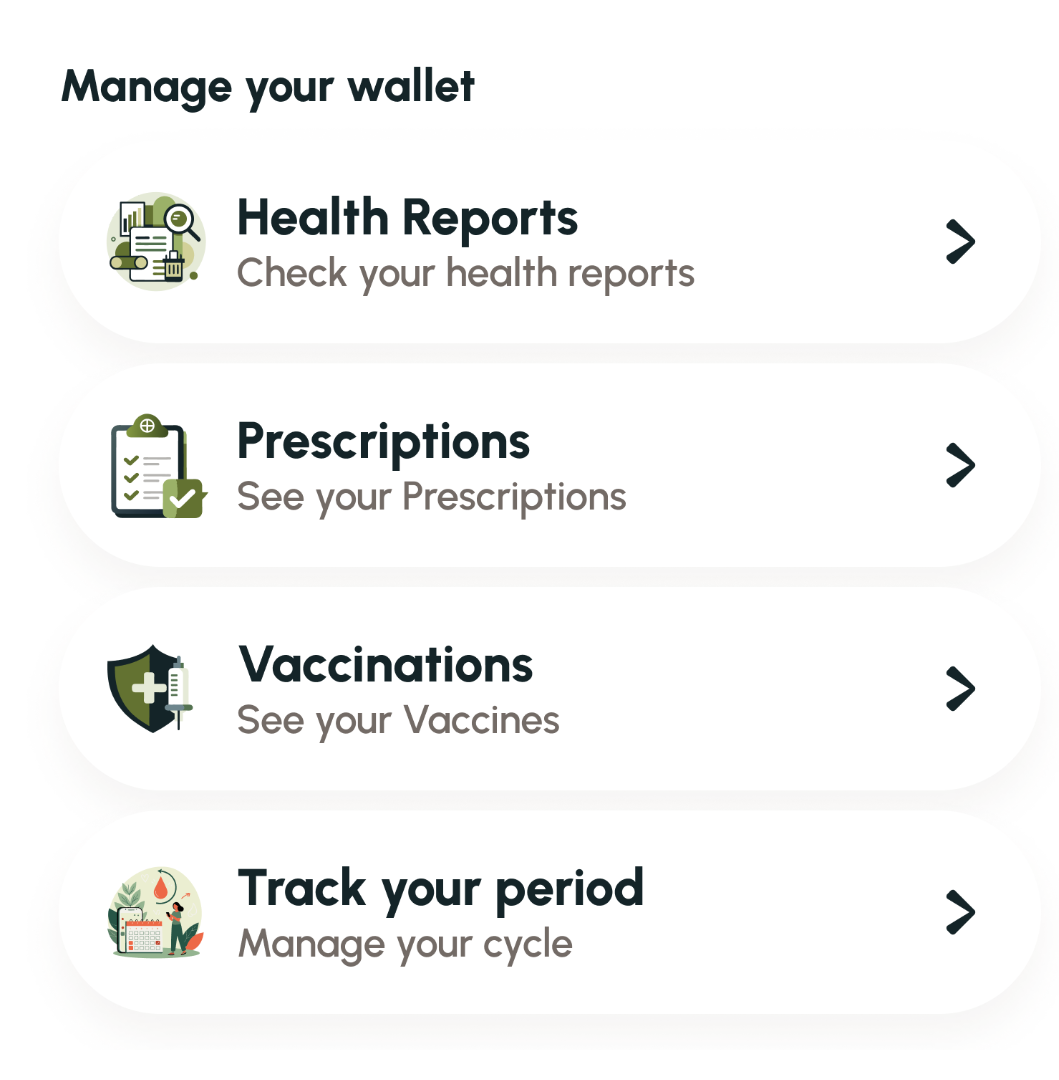 Manage your wallet
Health Reports
Check your health reports
Prescriptions
See your Prescriptions
Vaccinations
See your Vaccines
Track your period
Manage your cycle